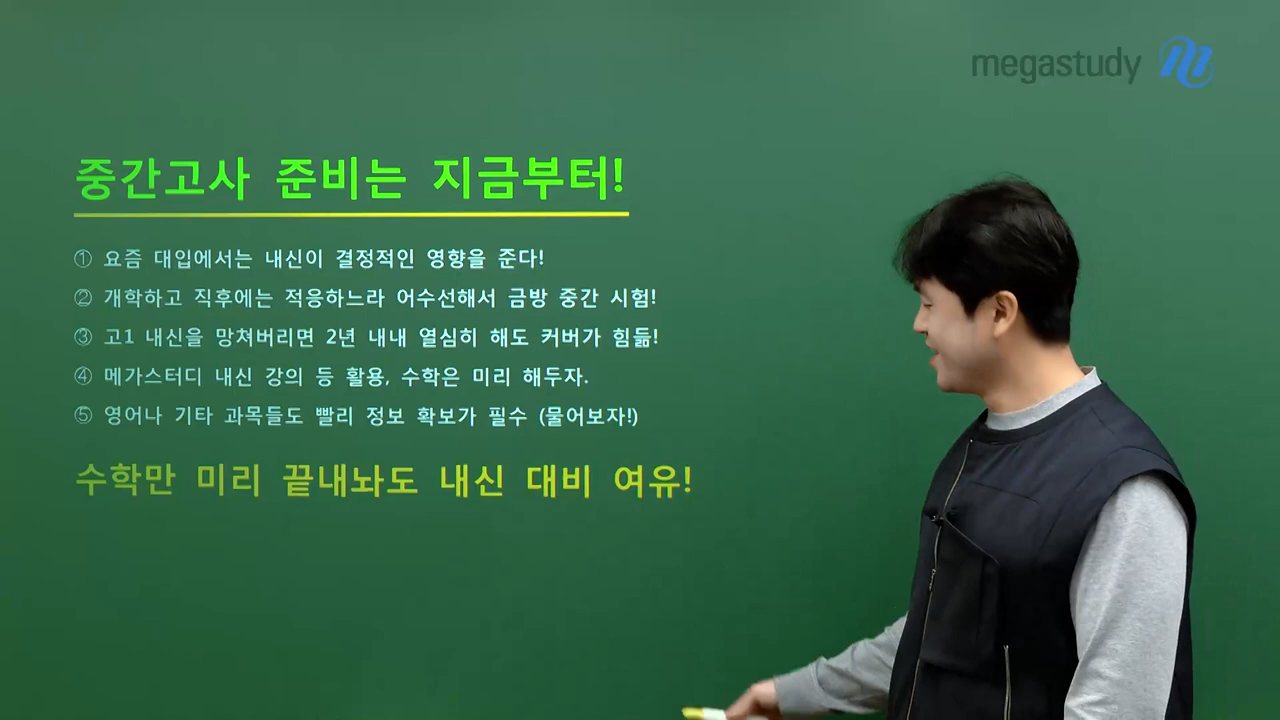 megastudy
중간고사 준비는 지금부터!
① 요즘 대입에서는 내신이 결정적인 영향을 준다!
② 개학하고 직후에는 적응하느라 어수선해서 금방 중간 시험!
③ 고1 내신을 망쳐버리면 2년 내내 열심히 해도 커버가 힘듦!
④ 메가스터디 내신 강의 등 활용, 수학은 미리 해두자.
⑤ 영어나 기타 과목들도 빨리 정보 확보가 필수 (물어보자!)
수학만 미리 끝내놔도 내신 대비 여유!